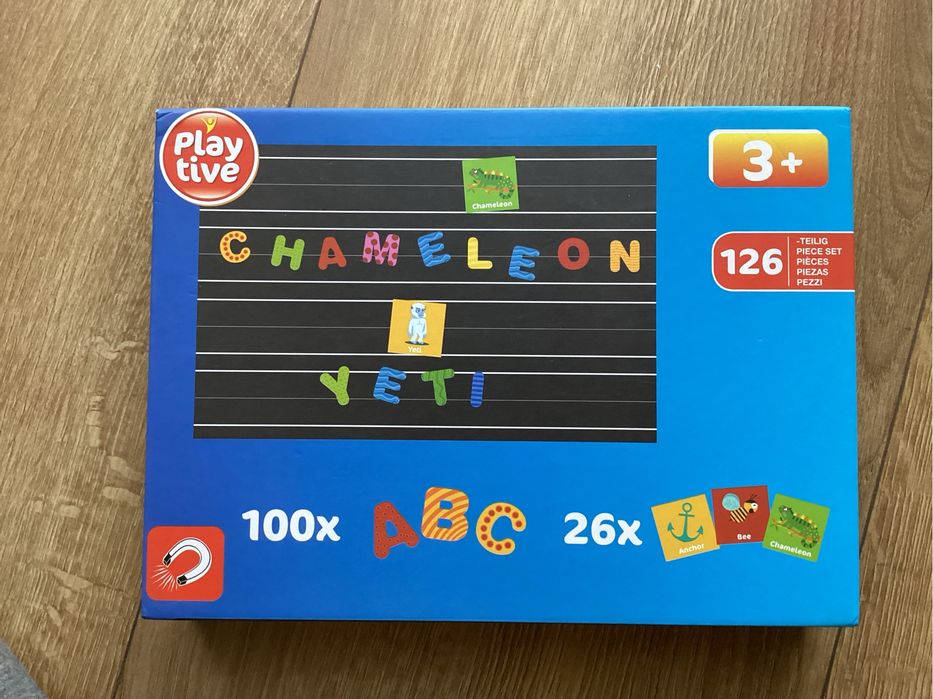 Play
tive
3+
Chameleon
CHAMELEON
126
-TEILIG
PIECE SET
PIÈCES
PIEZAS
PEZZI
Yeti
YETI
100x
ABC
26x
Anchor
Bee
Chameleon